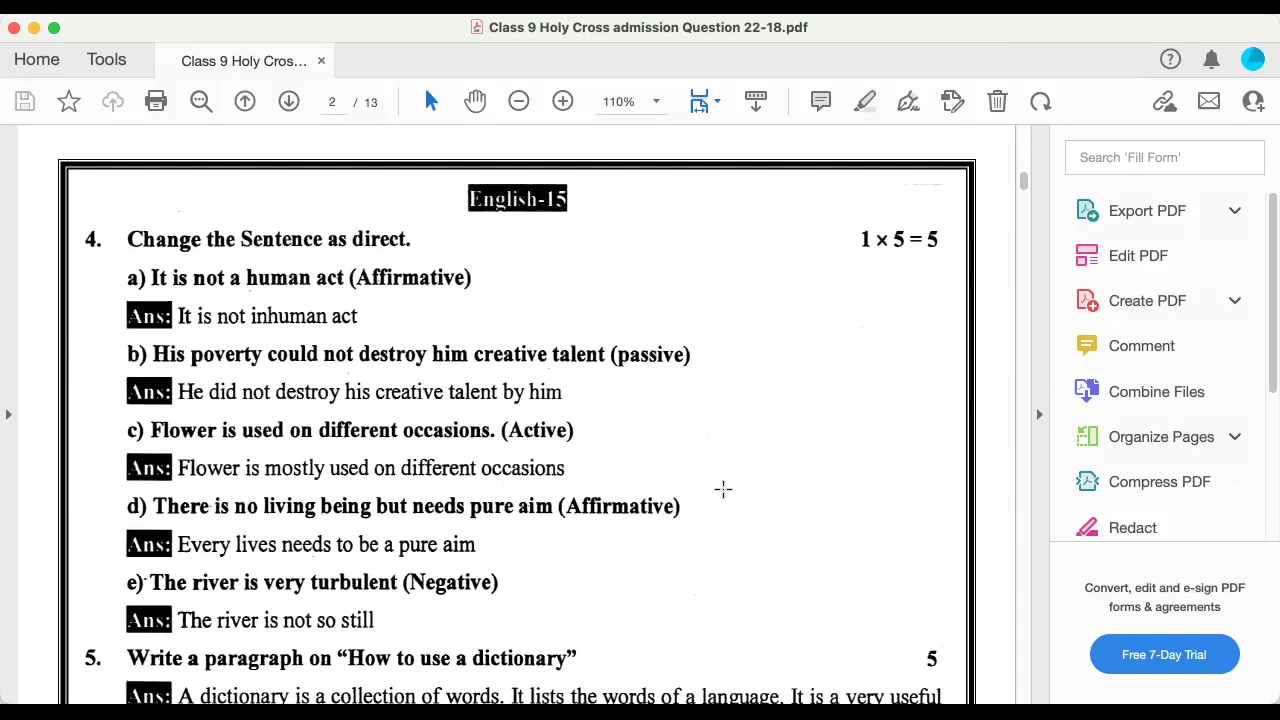 Class 9 Holy Cross admission Question 22-18.pdf
Home Tools Class 9 Holy Cros... ×
2 / 13 110%
English-15
4. Change the Sentence as direct. 1 × 5 = 5
a) It is not a human act (Affirmative)
Ans: It is not inhuman act
b) His poverty could not destroy him creative talent (passive)
Ans: He did not destroy his creative talent by him
c) Flower is used on different occasions. (Active)
Ans: Flower is mostly used on different occasions
d) There is no living being but needs pure aim (Affirmative)
Ans: Every lives needs to be a pure aim
e) The river is very turbulent (Negative)
Ans: The river is not so still
5. Write a paragraph on “How to use a dictionary” 5
Ans: A dictionary is a collection of words. It lists the words of a language. It is a very useful
Search 'Fill Form'
Export PDF
Edit PDF
Create PDF
Comment
Combine Files
Organize Pages
Compress PDF
Redact
Convert, edit and e-sign PDF
forms & agreements
Free 7-Day Trial